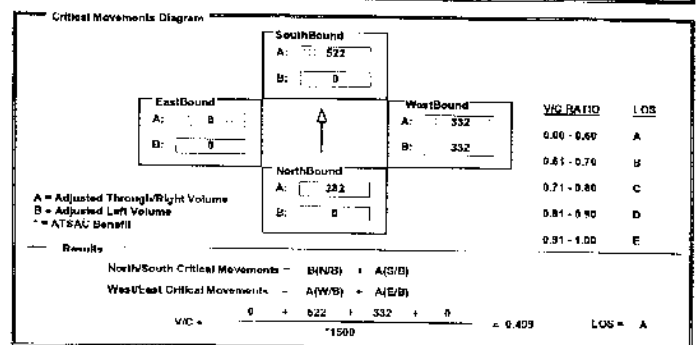 Critical Movements Diagram
SouthBound
A: 522
B: 0
EastBound
A: 0
B: 0
WestBound
A: 332
B: 332
NorthBound
A: 282
B: 0
A = Adjusted Through/Right Volume
B = Adjusted Left Volume
* = ATSAC Benefit
V/C RATIO LOS
0.00 - 0.60 A
0.61 - 0.70 B
0.71 - 0.80 C
0.81 - 0.90 D
0.91 - 1.00 E
Results
North/South Critical Movements = B(N/B) + A(S/B)
West/East Critical Movements = A(W/B) + A(E/B)
V/C = 0 + 522 + 332 + 0 = 0.499 LOS = A
*1500